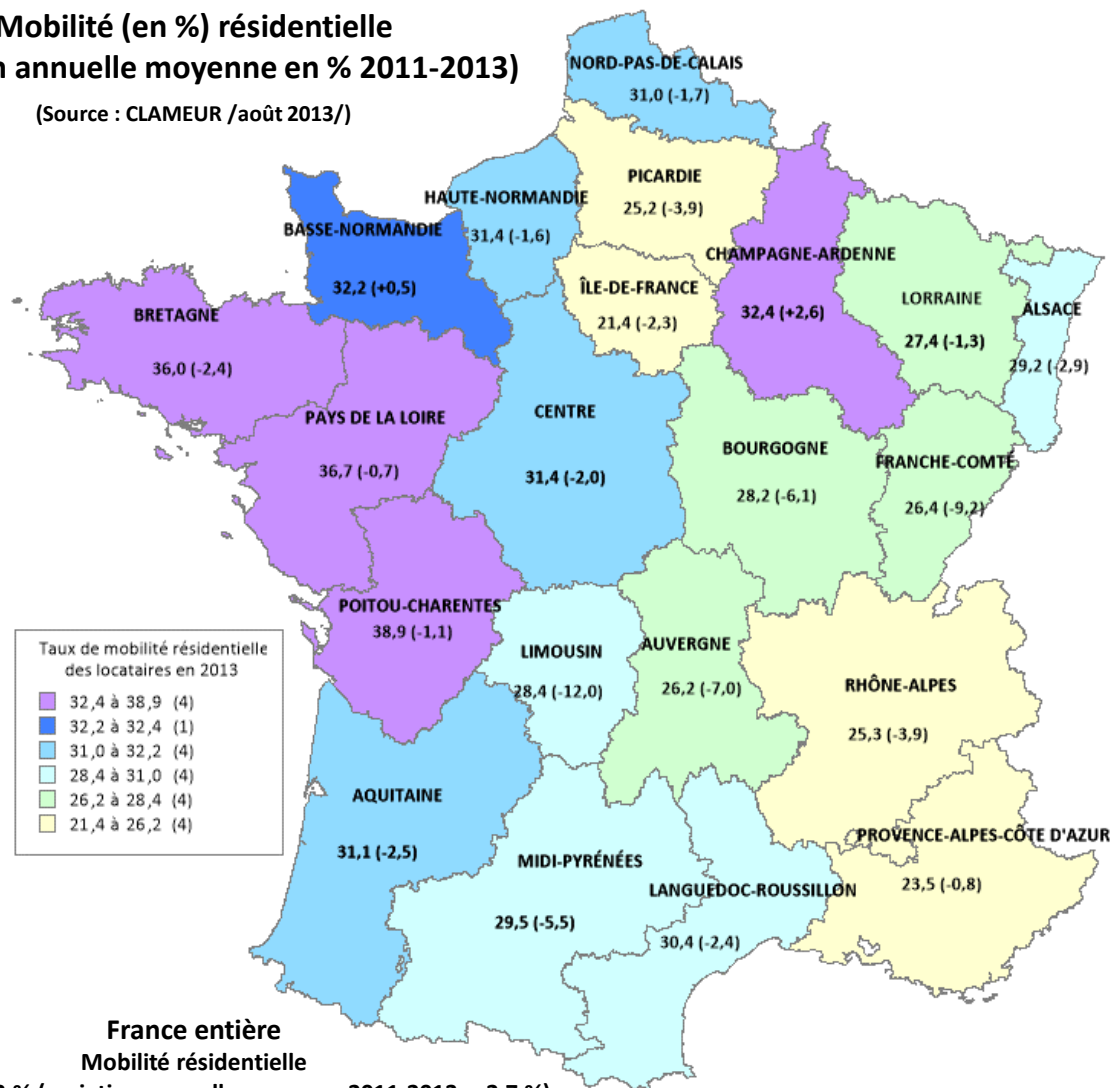 Mobilité (en %) résidentielle
annuelle moyenne en % 2011-2013)
(Source : CLAMEUR /août 2013/)
NORD-PAS-DE-CALAIS
31,0 (-1,7)
PICARDIE
25,2 (-3,9)
HAUTE-NORMANDIE
31,4 (-1,6)
BASSE-NORMANDIE
32,2 (+0,5)
CHAMPAGNE-ARDENNE
32,4 (+2,6)
ÎLE-DE-FRANCE
21,4 (-2,3)
LORRAINE
27,4 (-1,3)
ALSACE
29,2 (-2,9)
BRETAGNE
36,0 (-2,4)
PAYS DE LA LOIRE
36,7 (-0,7)
CENTRE
31,4 (-2,0)
BOURGOGNE
28,2 (-6,1)
FRANCHE-COMTÉ
26,4 (-9,2)
POITOU-CHARENTES
38,9 (-1,1)
LIMOUSIN
28,4 (-12,0)
AUVERGNE
26,2 (-7,0)
RHÔNE-ALPES
25,3 (-3,9)
Taux de mobilité résidentielle
des locataires en 2013
32,4 à 38,9 (4)
32,2 à 32,4 (1)
31,0 à 32,2 (4)
28,4 à 31,0 (4)
26,2 à 28,4 (4)
21,4 à 26,2 (4)
AQUITAINE
31,1 (-2,5)
MIDI-PYRÉNÉES
29,5 (-5,5)
LANGUEDOC-ROUSSILLON
30,4 (-2,4)
PROVENCE-ALPES-CÔTE D'AZUR
23,5 (-0,8)
France entière
Mobilité résidentielle